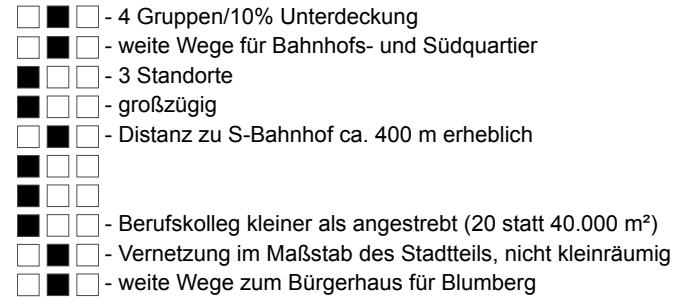 - 4 Gruppen/10% Unterdeckung
- weite Wege für Bahnhofs- und Südquartier
- 3 Standorte
- großzügig
- Distanz zu S-Bahnhof ca. 400 m erheblich
- Berufskolleg kleiner als angestrebt (20 statt 40.000 m²)
- Vernetzung im Maßstab des Stadtteils, nicht kleinräumig
- weite Wege zum Bürgerhaus für Blumberg